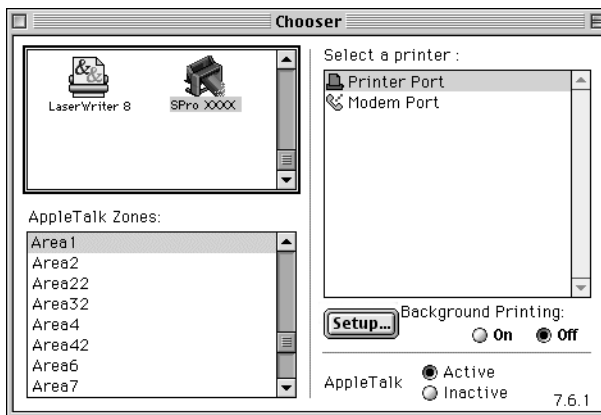 Chooser
LaserWriter 8
SPro XXXX
AppleTalk Zones:
Area1
Area2
Area22
Area32
Area4
Area42
Area6
Area7
Select a printer :
Printer Port
Modem Port
Setup...
Background Printing:
On Off
AppleTalk
Active
Inactive
7.6.1